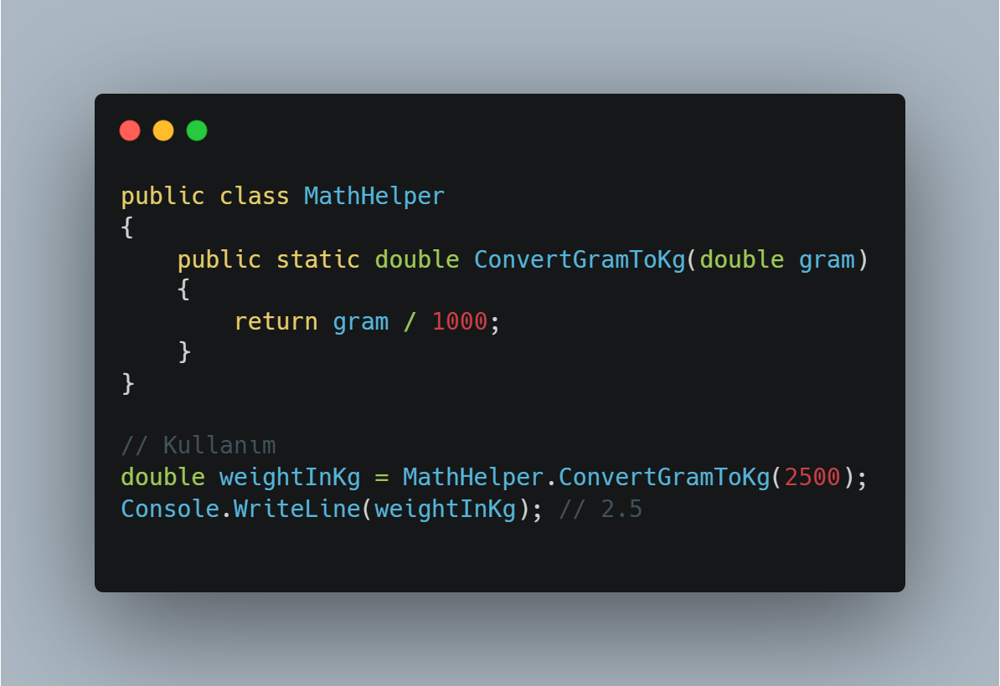 public class MathHelper
{
    public static double ConvertGramToKg(double gram)
    {
        return gram / 1000;
    }
}

// Kullanım
double weightInKg = MathHelper.ConvertGramToKg(2500);
Console.WriteLine(weightInKg); // 2.5